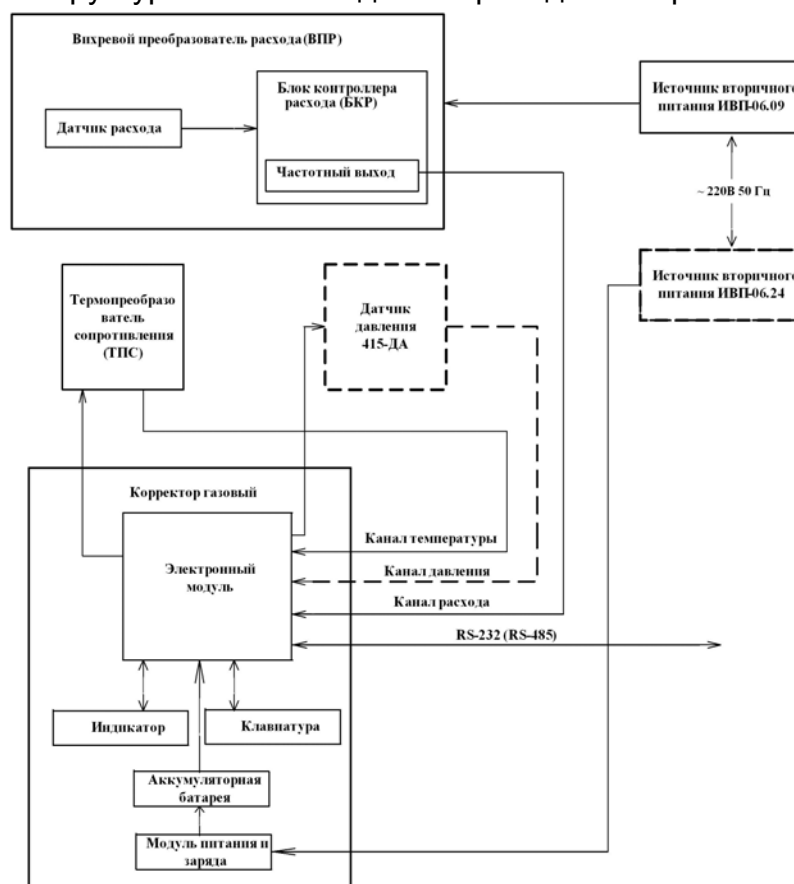 Вихревой преобразователь расхода (ВПР)
Блок контроллера
расхода (БКР)
Датчик расхода
Частотный выход
Источник вторичного
питания ИВП-06.09
~ 220В 50 Гц
Источник вторичного
питания ИВП-06.24
Термопреобразо
ватель
сопротивления
(ТПС)
Датчик
давления
415-ДА
Корректор газовый
Электронный
модуль
Канал температуры
Канал давления
Канал расхода
RS-232 (RS-485)
Индикатор
Клавиатура
Аккумуляторная
батарея
Модуль питания и
заряда